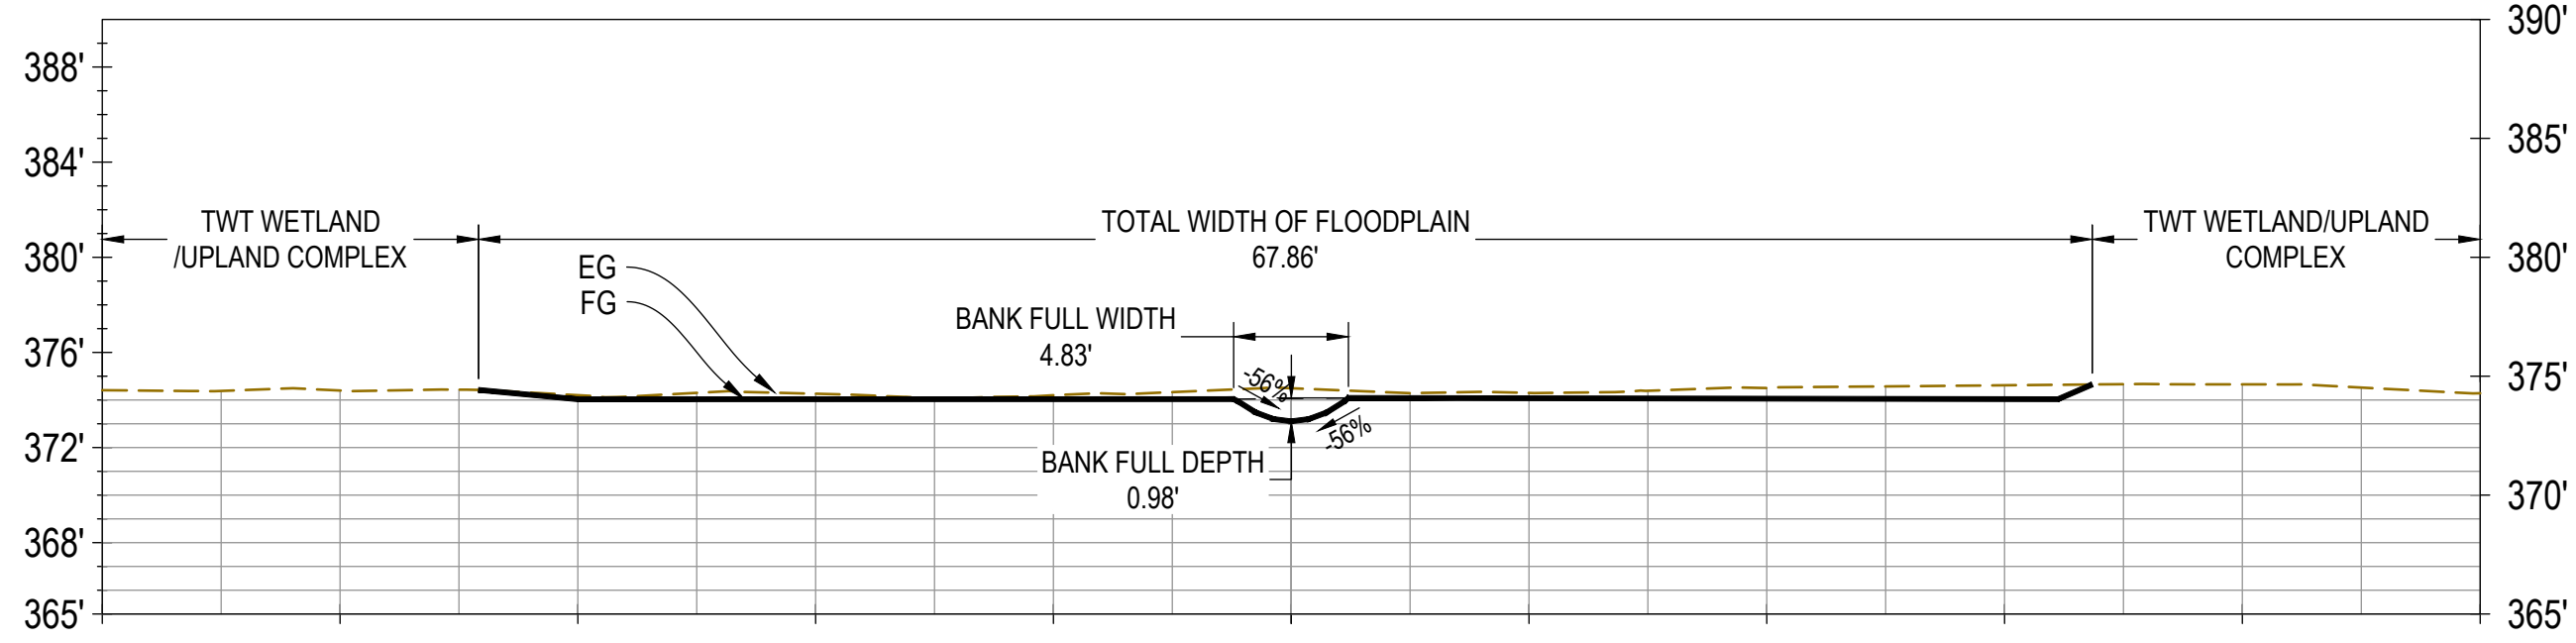 390'
388'
385'
384'
TWT WETLAND
/UPLAND COMPLEX
TOTAL WIDTH OF FLOODPLAIN
67.86'
TWT WETLAND/UPLAND
COMPLEX
380'
380'
EG
FG
BANK FULL WIDTH
4.83'
376'
375'
-56%
-56%
372'
BANK FULL DEPTH
0.98'
370'
368'
365'
365'